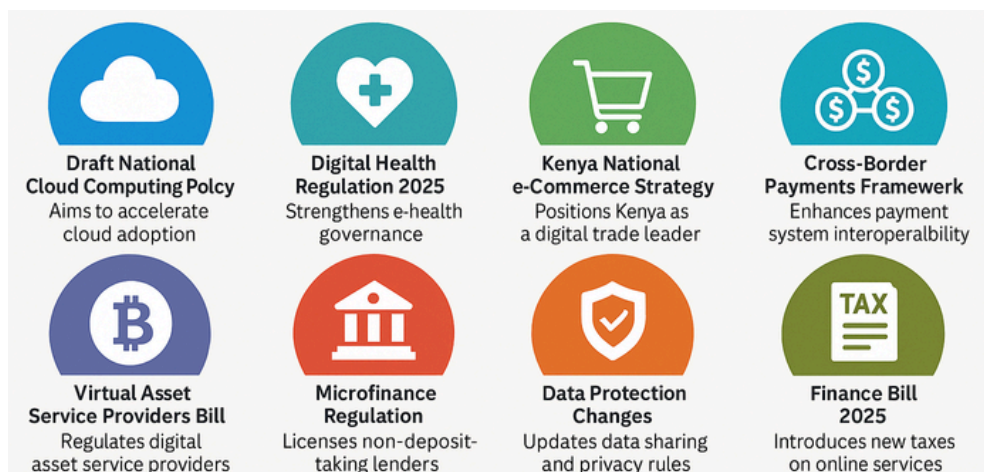 Draft National
Cloud Computing Polcy
Aims to accelerate
cloud adoption
Digital Health
Regulation 2025
Strengthens e-health
governance
Kenya National
e-Commerce Strategy
Positions Kenya as
a digital trade leader
Cross-Border
Payments Framewerk
Enhances payment
system interoperalbility
Virtual Asset
Service Providers Bill
Regulates digital
asset service providers
Microfinance
Regulation
Licenses non-deposit-
taking lenders
Data Protection
Changes
Updates data sharing
and privacy rules
TAX
Finance Bill
2025
Introduces new taxes
on online services